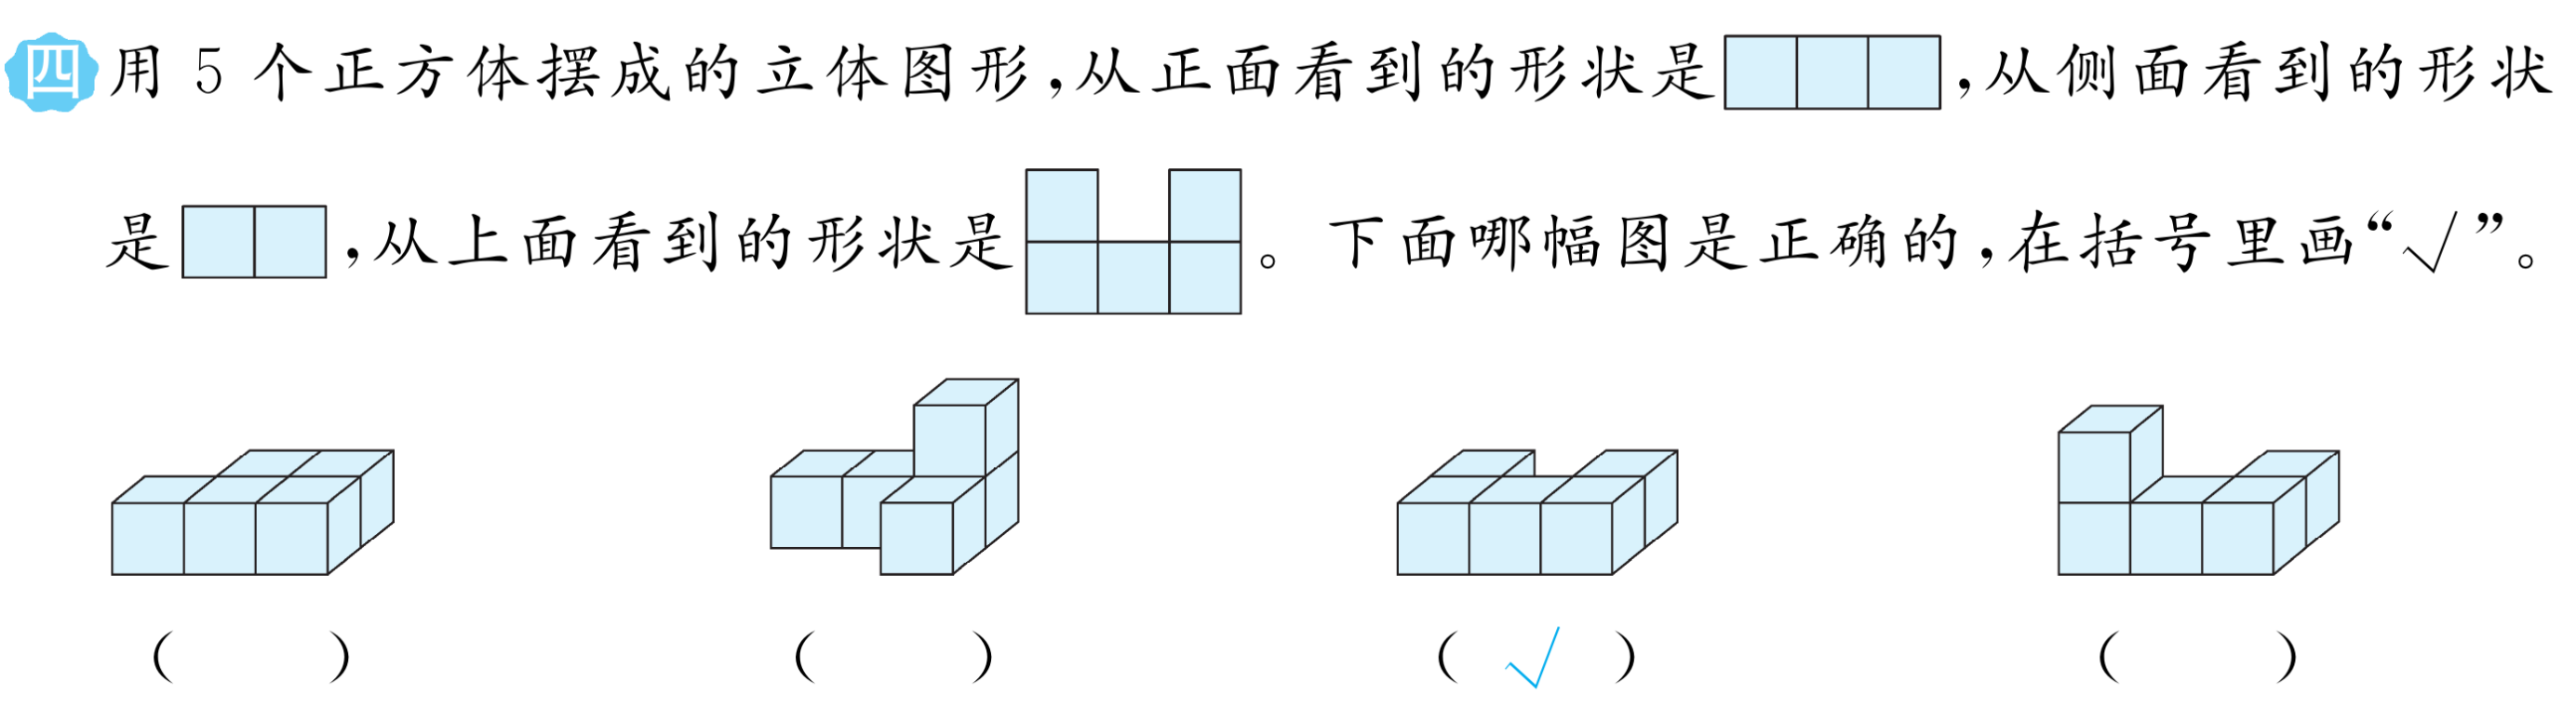 四 用 5 个正方体摆成的立体图形,从正面看到的形状是 ,从侧面看到的形状
是 ,从上面看到的形状是 。下面哪幅图是正确的,在括号里画“√”。
( ) ( ) ( √ ) ( )